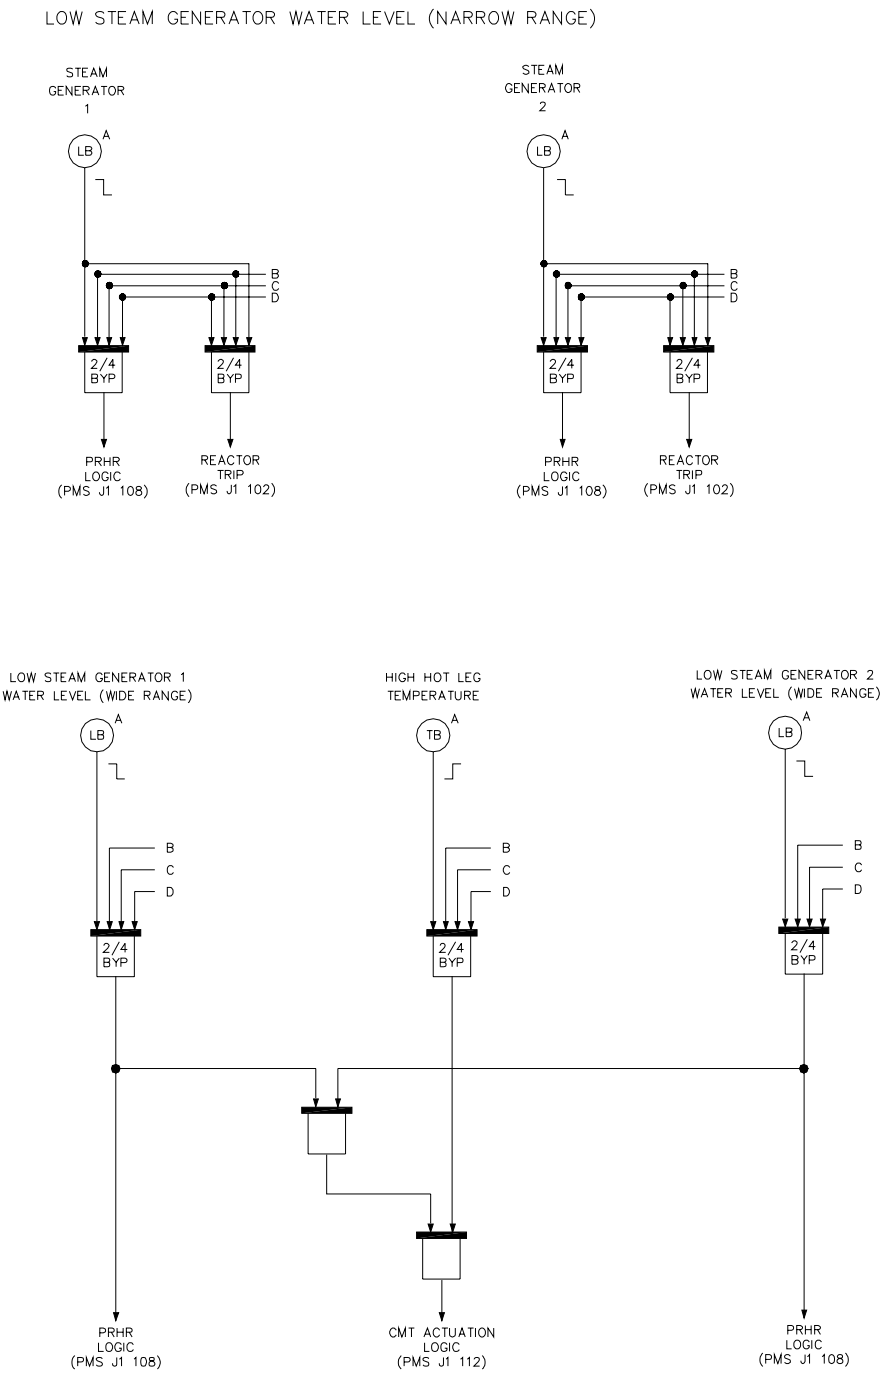 LOW STEAM GENERATOR WATER LEVEL (NARROW RANGE)
STEAM
GENERATOR
1
A
LB
B
C
D
2/4
BYP
2/4
BYP
PRHR
LOGIC
(PMS J1 108)
REACTOR
TRIP
(PMS J1 102)
STEAM
GENERATOR
2
A
LB
B
C
D
2/4
BYP
2/4
BYP
PRHR
LOGIC
(PMS J1 108)
REACTOR
TRIP
(PMS J1 102)
LOW STEAM GENERATOR 1
WATER LEVEL (WIDE RANGE)
A
LB
B
C
D
2/4
BYP
PRHR
LOGIC
(PMS J1 108)
HIGH HOT LEG
TEMPERATURE
A
TB
B
C
D
2/4
BYP
CMT ACTUATION
LOGIC
(PMS J1 112)
LOW STEAM GENERATOR 2
WATER LEVEL (WIDE RANGE)
A
LB
B
C
D
2/4
BYP
PRHR
LOGIC
(PMS J1 108)